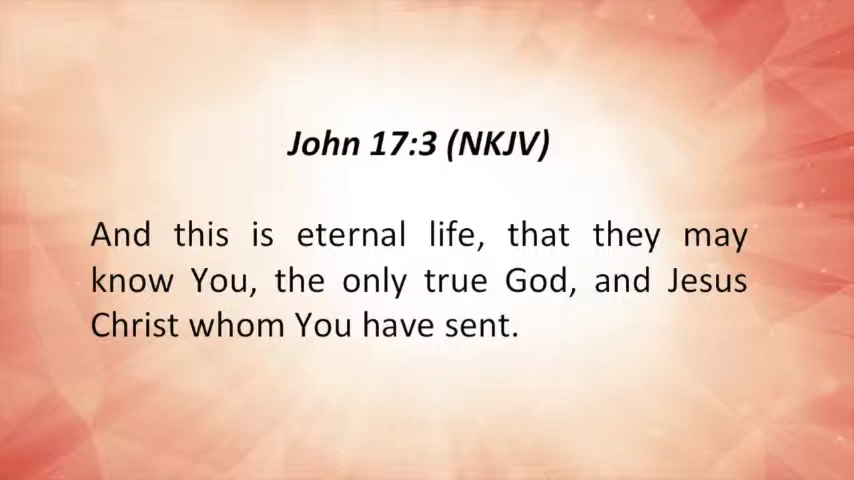 John 17:3 (NKJV)
And this is eternal life, that they may
know You, the only true God, and Jesus
Christ whom You have sent.